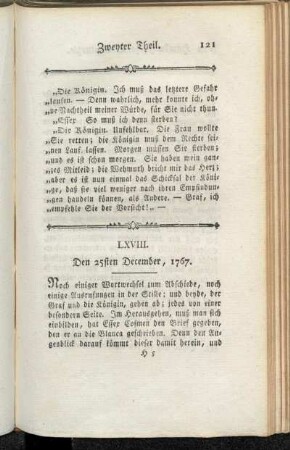 Zweyter Theil. 121
„Die Königin. Ich muß das letztere Gefahr
„laufen. — Denn wahrlich, mehr konnte ich, oh-
„ne Nachtheil meiner Würde, für Sie nicht thun.
„Essex. So muß ich denn sterben?
„Die Königin. Unfehlbar. Die Frau wollte
„Sie retten; die Königin muß dem Rechte sei-
„nen Lauf lassen. Morgen müssen Sie sterben;
„und es ist schon morgen. Sie haben mein gan-
„zes Mitleid; die Wehmuth bricht mir das Herz;
„aber es ist nun einmal das Schicksal der Köni-
„ge, daß sie viel weniger nach ihren Empfindun-
„gen handeln können, als Andere. — Graf, ich
„empfehle Sie der Vorsicht! —
LXVIII.
Den 25sten December, 1767.
Noch einiger Wortwechsel zum Abschiede, noch
einige Ausrufungen in der Stille; und beyde, der
Graf und die Königin, gehen ab; jedes von einer
besondern Seite. Im Herausgehen, muß man sich
einbilden, hat Essex Cosmen den Brief gegeben,
den er an die Blanca geschrieben. Denn den Au-
genblick darauf kömmt dieser damit herein, und
H 5